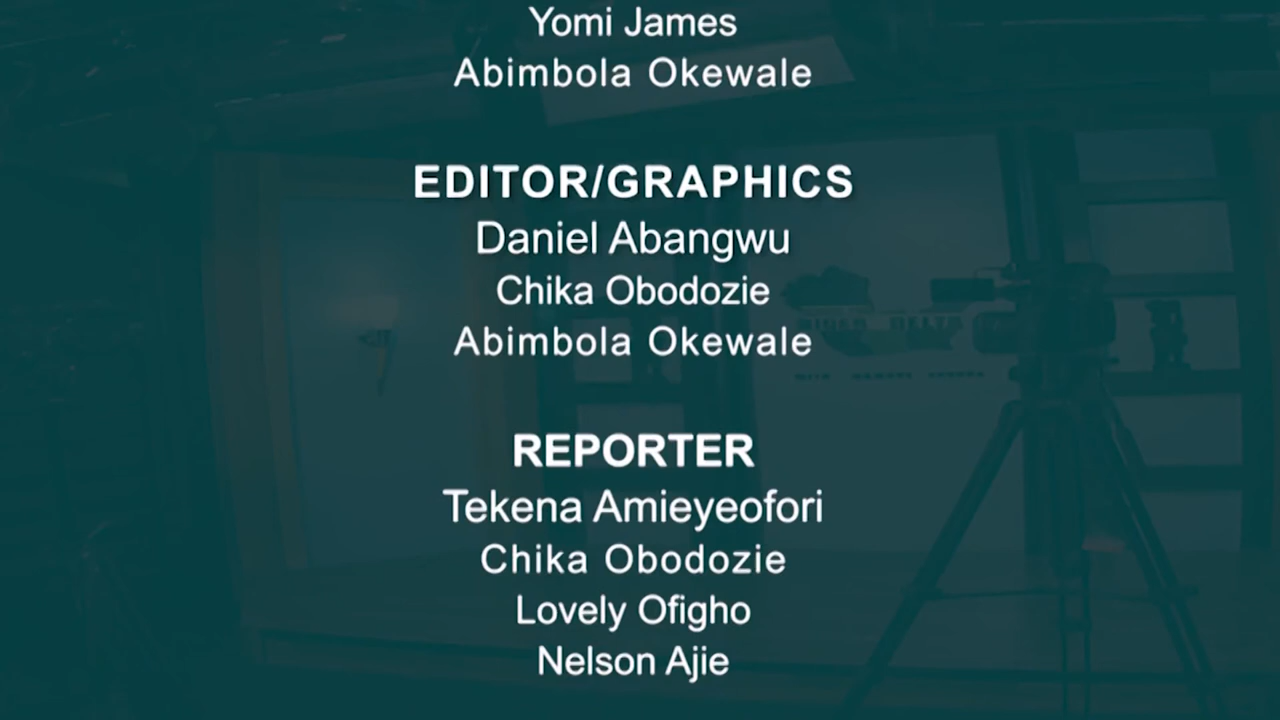 Yomi James
Abimbola Okewale
EDITOR/GRAPHICS
Daniel Abangwu
Chika Obodozie
Abimbola Okewale
REPORTER
Tekena Amieyeofori
Chika Obodozie
Lovely Ofigho
Nelson Ajie